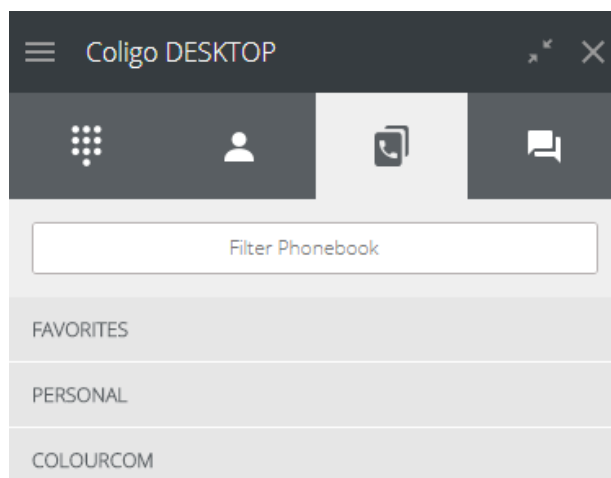 Coligo DESKTOP
Filter Phonebook
FAVORITES
PERSONAL
COLOURCOM